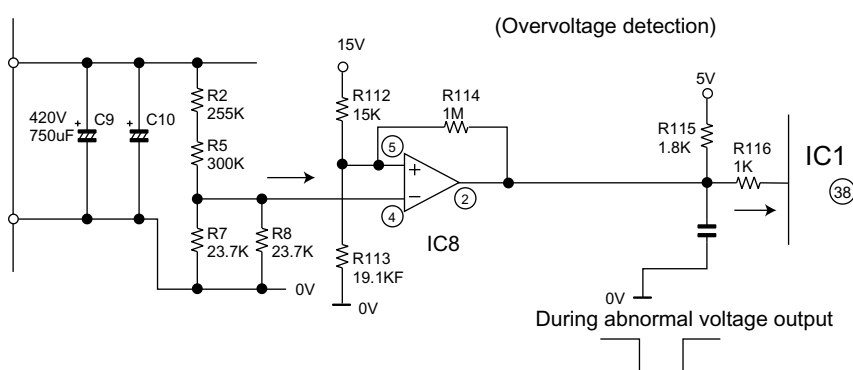 (Overvoltage detection)
15V
5V
R2
255K
R112
15K
R114
1M
420V
750uF
C9
C10
+
+
R115
1.8K
R116
1K
IC1
38
R5
300K
5
+
−
2
4
R7
23.7K
R8
23.7K
IC8
R113
19.1KF
0V
0V
0V
During abnormal voltage output